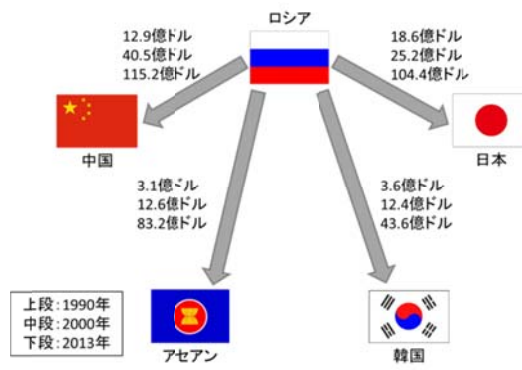 ロシア
12.9億ドル
40.5億ドル
115.2億ドル
18.6億ドル
25.2億ドル
104.4億ドル
中国
日本
3.1億ドル
12.6億ドル
83.2億ドル
3.6億ドル
12.4億ドル
43.6億ドル
上段:1990年
中段:2000年
下段:2013年
アセアン
韓国